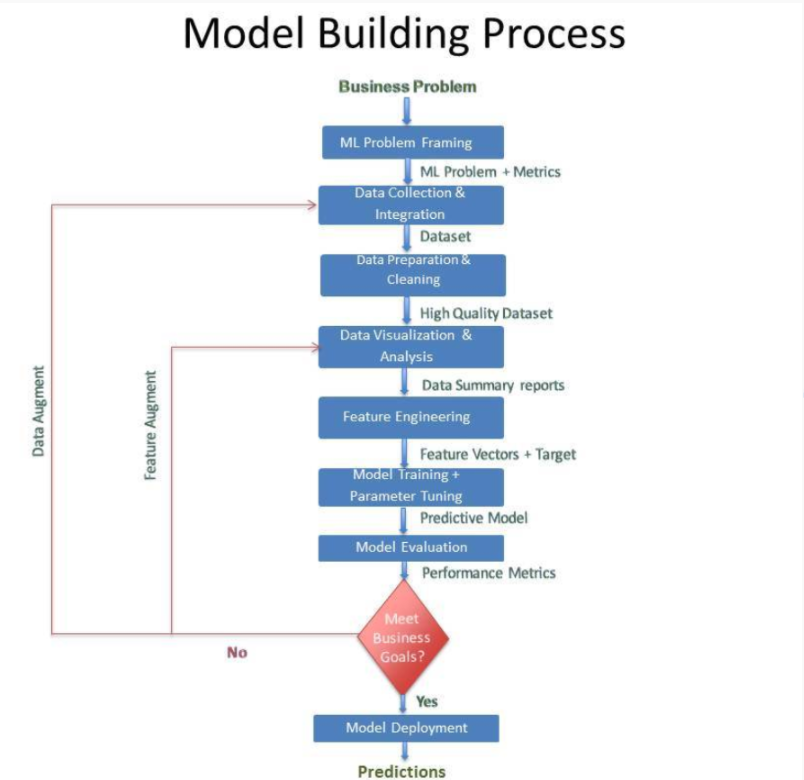 Model Building Process
Business Problem
ML Problem Framing
ML Problem + Metrics
Data Collection &
Integration
Dataset
Data Preparation &
Cleaning
High Quality Dataset
Data Visualization &
Analysis
Data Summary reports
Feature Engineering
Feature Vectors + Target
Model Training +
Parameter Tuning
Predictive Model
Model Evaluation
Performance Metrics
Meet
Business
Goals?
Data Augment
Feature Augment
No
Yes
Model Deployment
Predictions